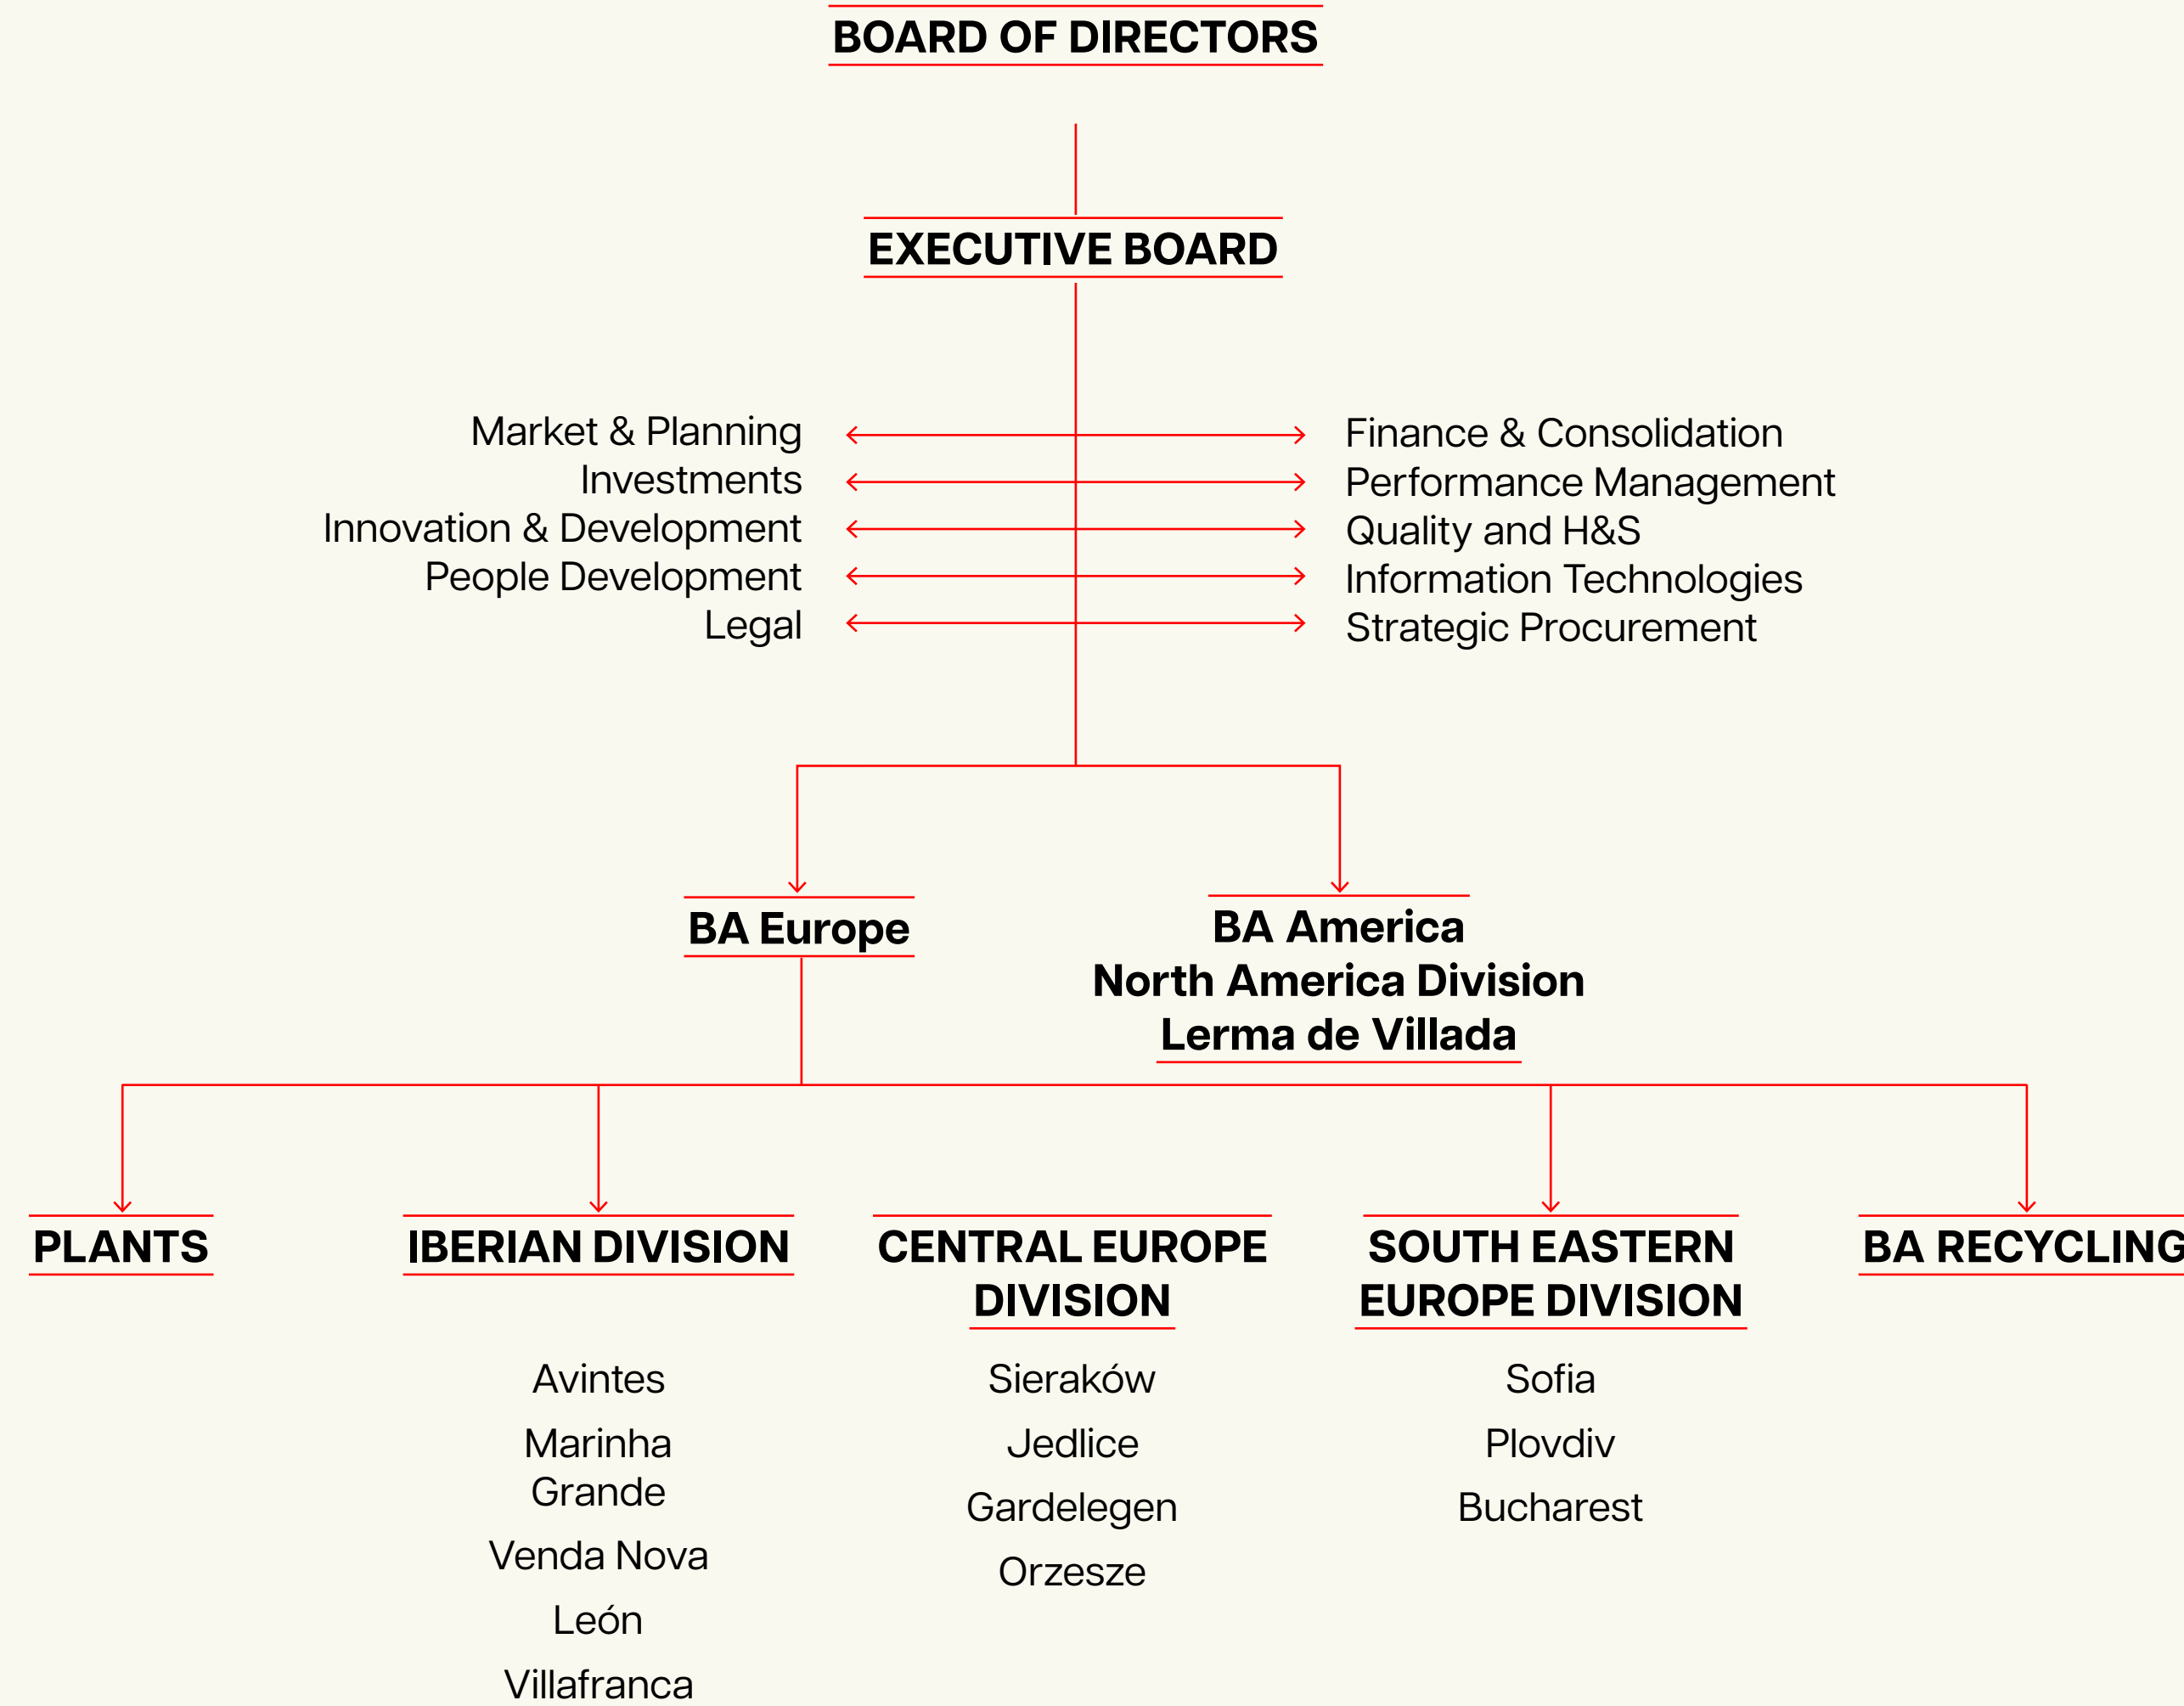 BOARD OF DIRECTORS
EXECUTIVE BOARD
Market & Planning
Investments
Innovation & Development
People Development
Legal
Finance & Consolidation
Performance Management
Quality and H&S
Information Technologies
Strategic Procurement
BA Europe
BA America
North America Division
Lerma de Villada
PLANTS
IBERIAN DIVISION
Avintes
Marinha
Grande
Venda Nova
León
Villafranca
CENTRAL EUROPE
DIVISION
Sieraków
Jedlice
Gardelegen
Orzesze
SOUTH EASTERN
EUROPE DIVISION
Sofia
Plovdiv
Bucharest
BA RECYCLING